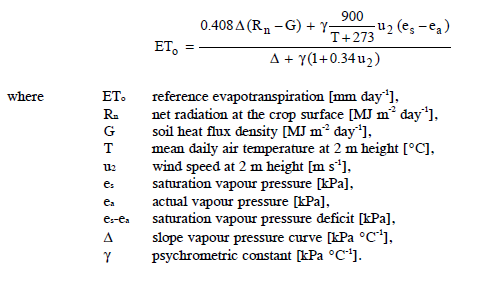 ET₀ = (0.408 Δ (Rₙ − G) + γ 900/(T + 273) u₂ (eₛ − eₐ)) / (Δ + γ(1 + 0.34 u₂))
where ET₀ reference evapotranspiration [mm day⁻¹],
Rₙ net radiation at the crop surface [MJ m⁻² day⁻¹],
G soil heat flux density [MJ m⁻² day⁻¹],
T mean daily air temperature at 2 m height [°C],
u₂ wind speed at 2 m height [m s⁻¹],
eₛ saturation vapour pressure [kPa],
eₐ actual vapour pressure [kPa],
eₛ-eₐ saturation vapour pressure deficit [kPa],
Δ slope vapour pressure curve [kPa °C⁻¹],
γ psychrometric constant [kPa °C⁻¹].